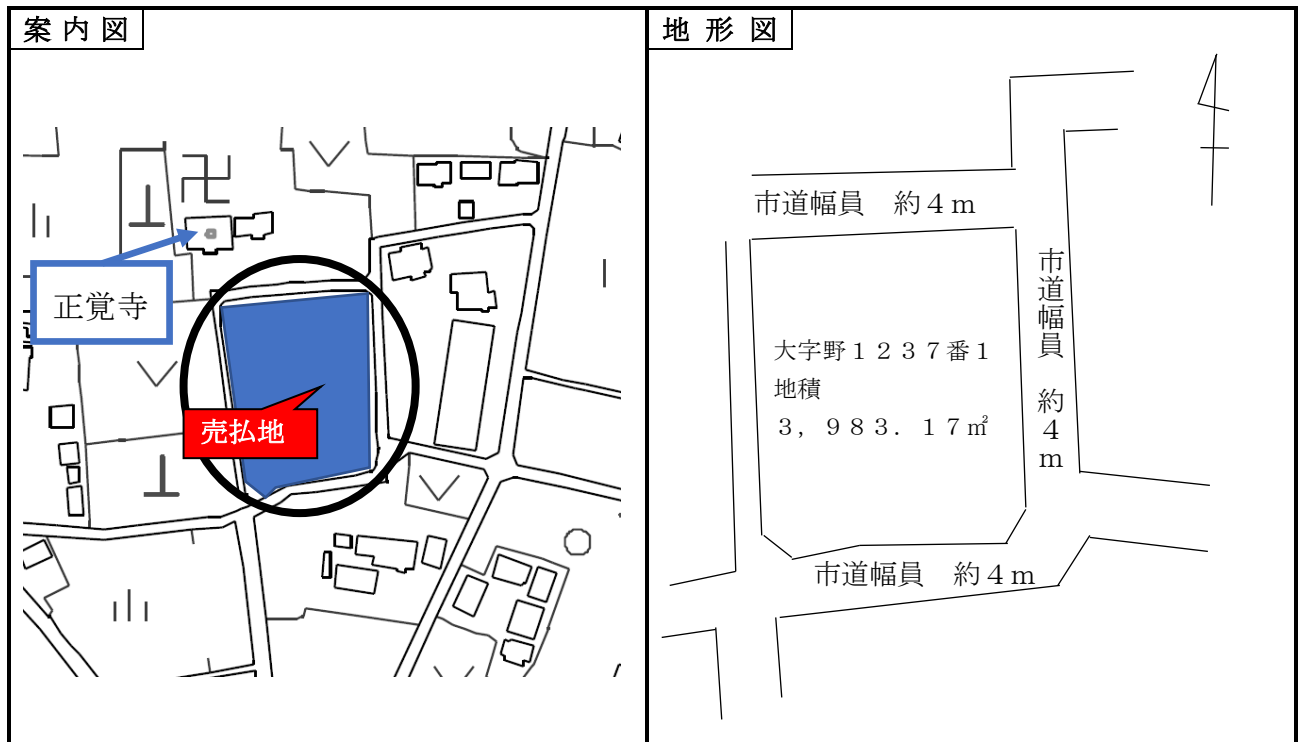 案内図
正覚寺
売払地
地形図
市道幅員　約４ｍ
市道幅員　約４ｍ
大字野１２３７番１
地積
３，９８３．１７㎡
市道幅員　約４ｍ